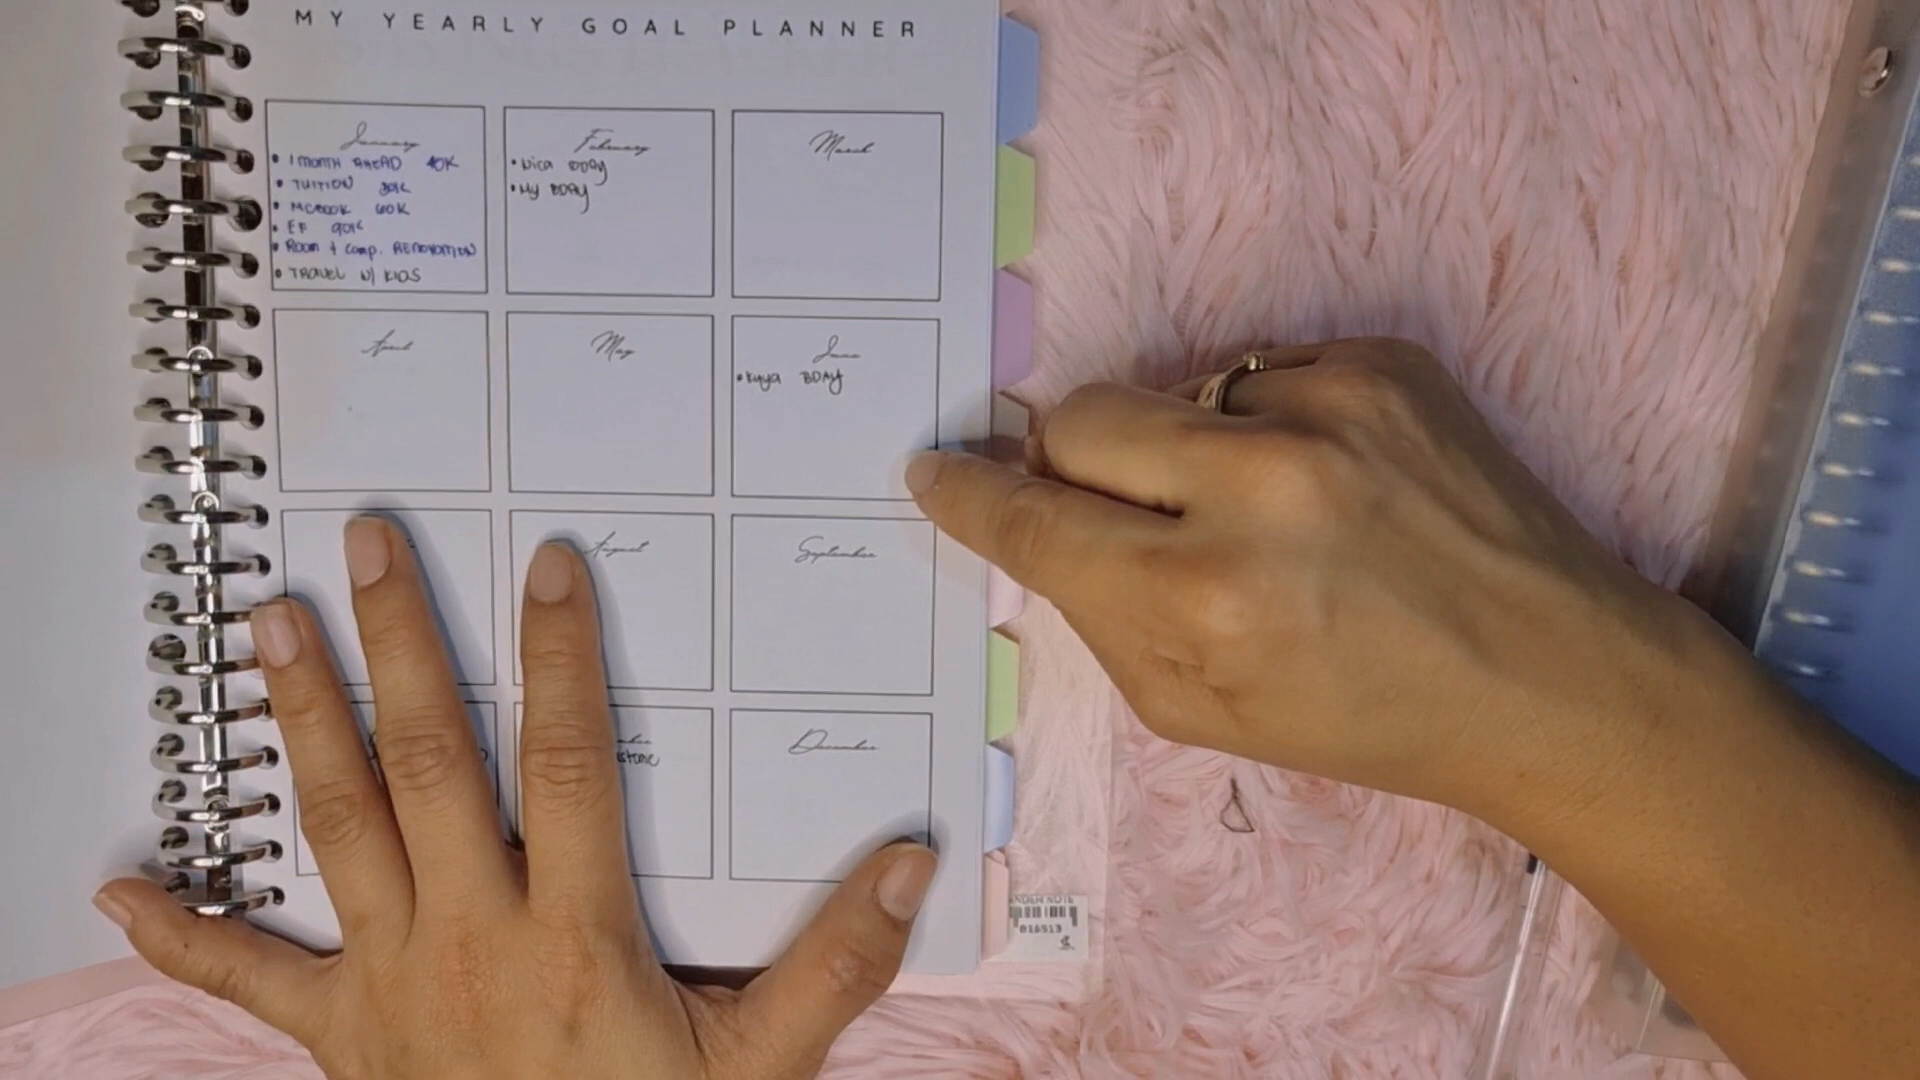 MY YEARLY GOAL PLANNER
January
• 1 MONTH AHEAD 40K
• TUITION 30K
• MCBOOK 60K
• EF 90K
• ROOM + COMP. RENOVATION
• TRAVEL W/ KIDS
February
• Nica BDAY
• My BDAY
March
April
May
June
• Kuya BDAY
August
September
December
016513